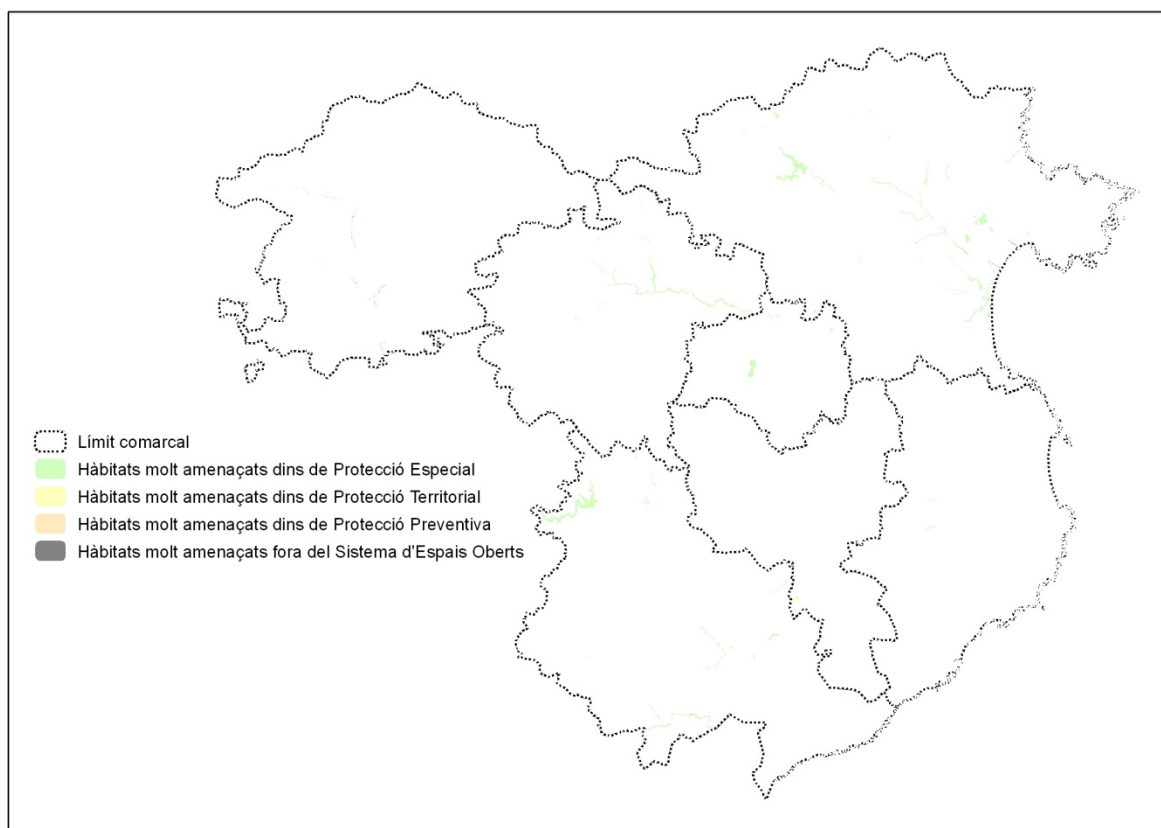 Límit comarcal
Hàbitats molt amenaçats dins de Protecció Especial
Hàbitats molt amenaçats dins de Protecció Territorial
Hàbitats molt amenaçats dins de Protecció Preventiva
Hàbitats molt amenaçats fora del Sistema d'Espais Oberts